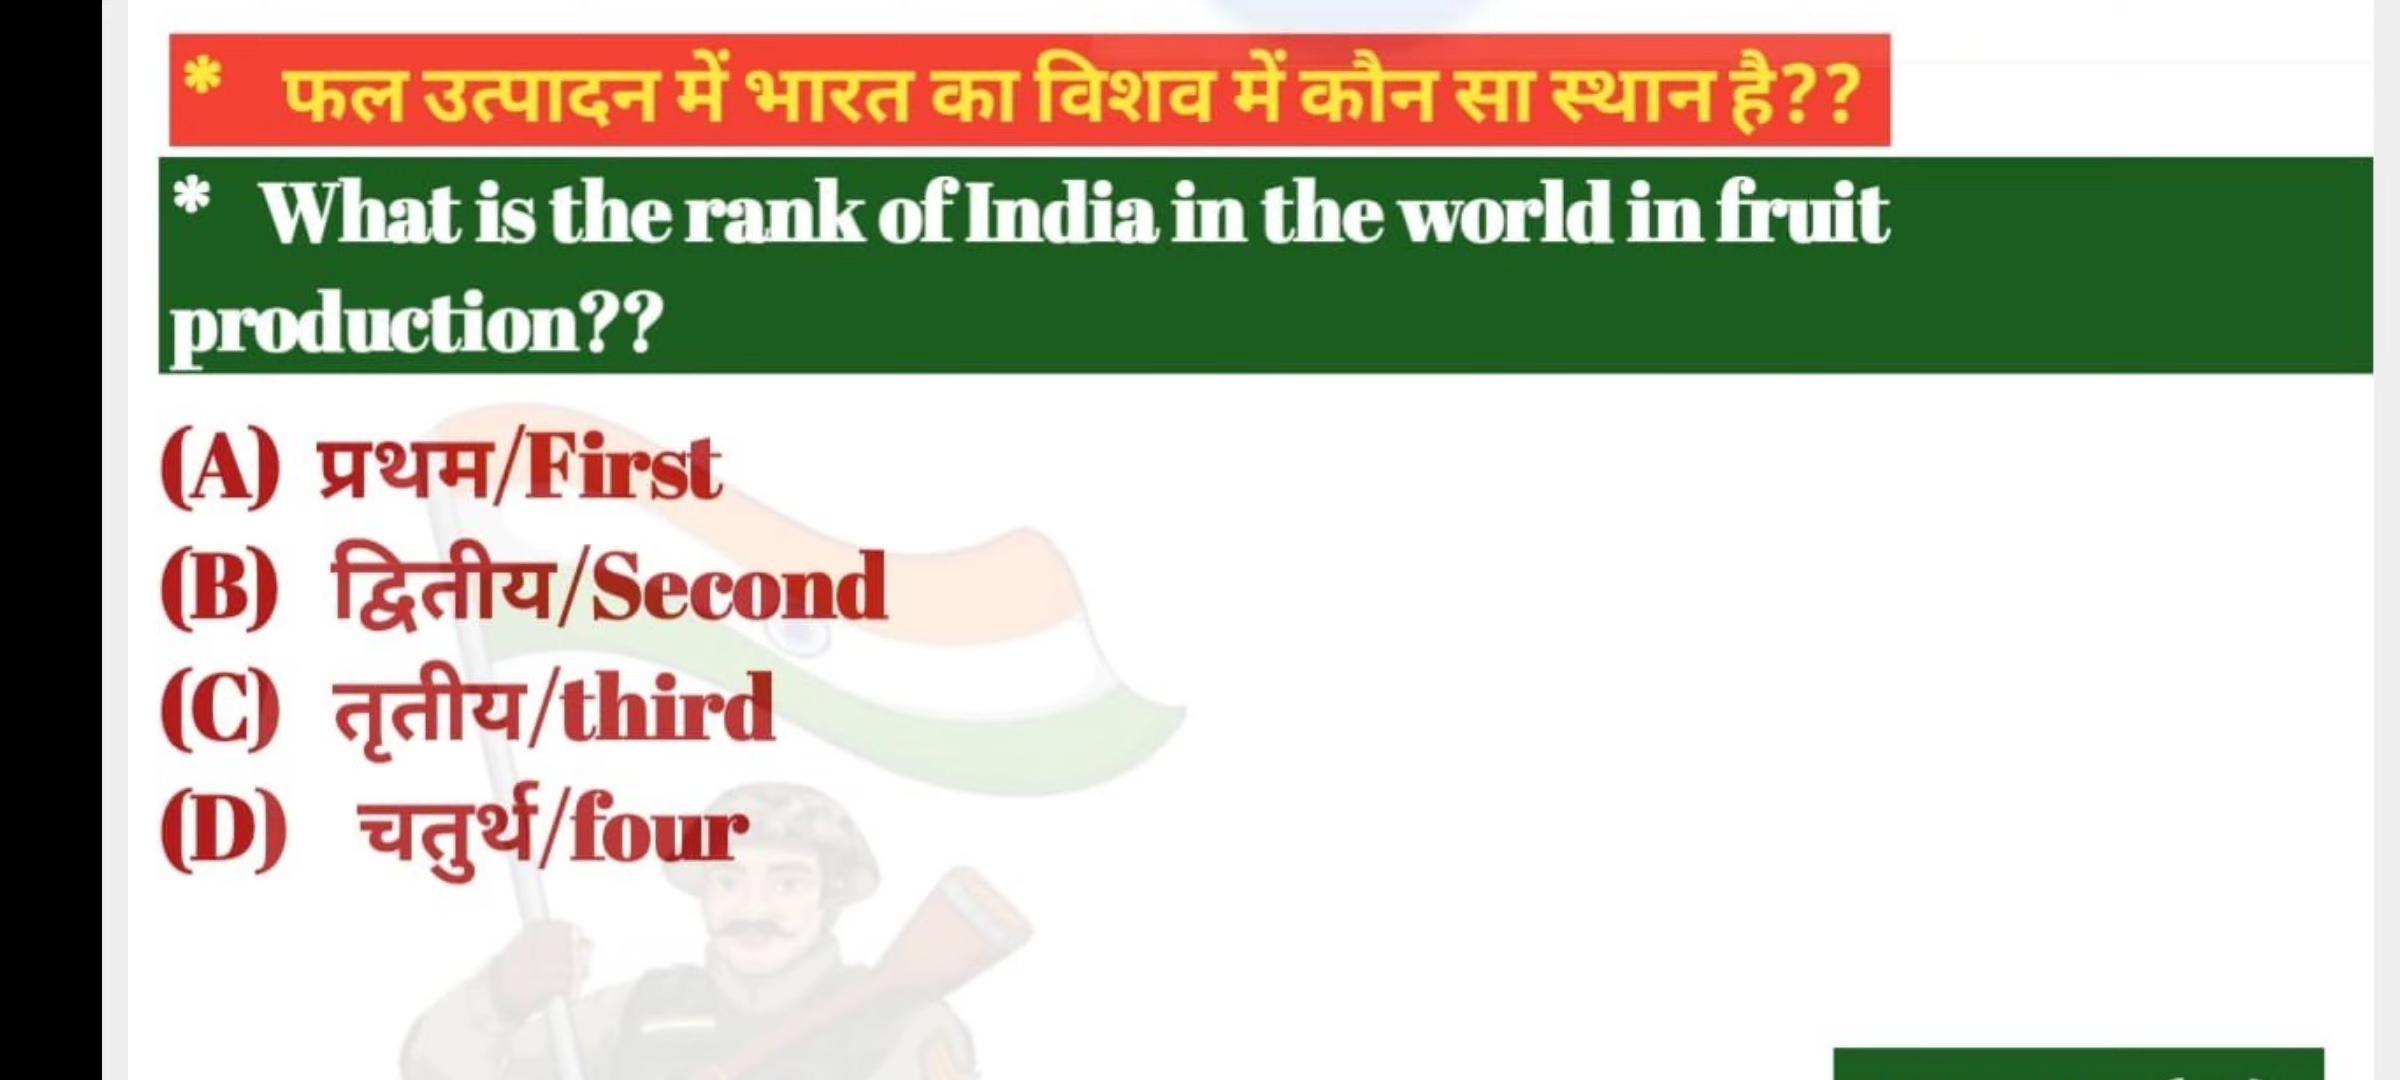 * फल उत्पादन में भारत का विशव में कौन सा स्थान है??
* What is the rank of India in the world in fruit
production??
(A) प्रथम/First
(B) द्वितीय/Second
(C) तृतीय/third
(D) चतुर्थ/four